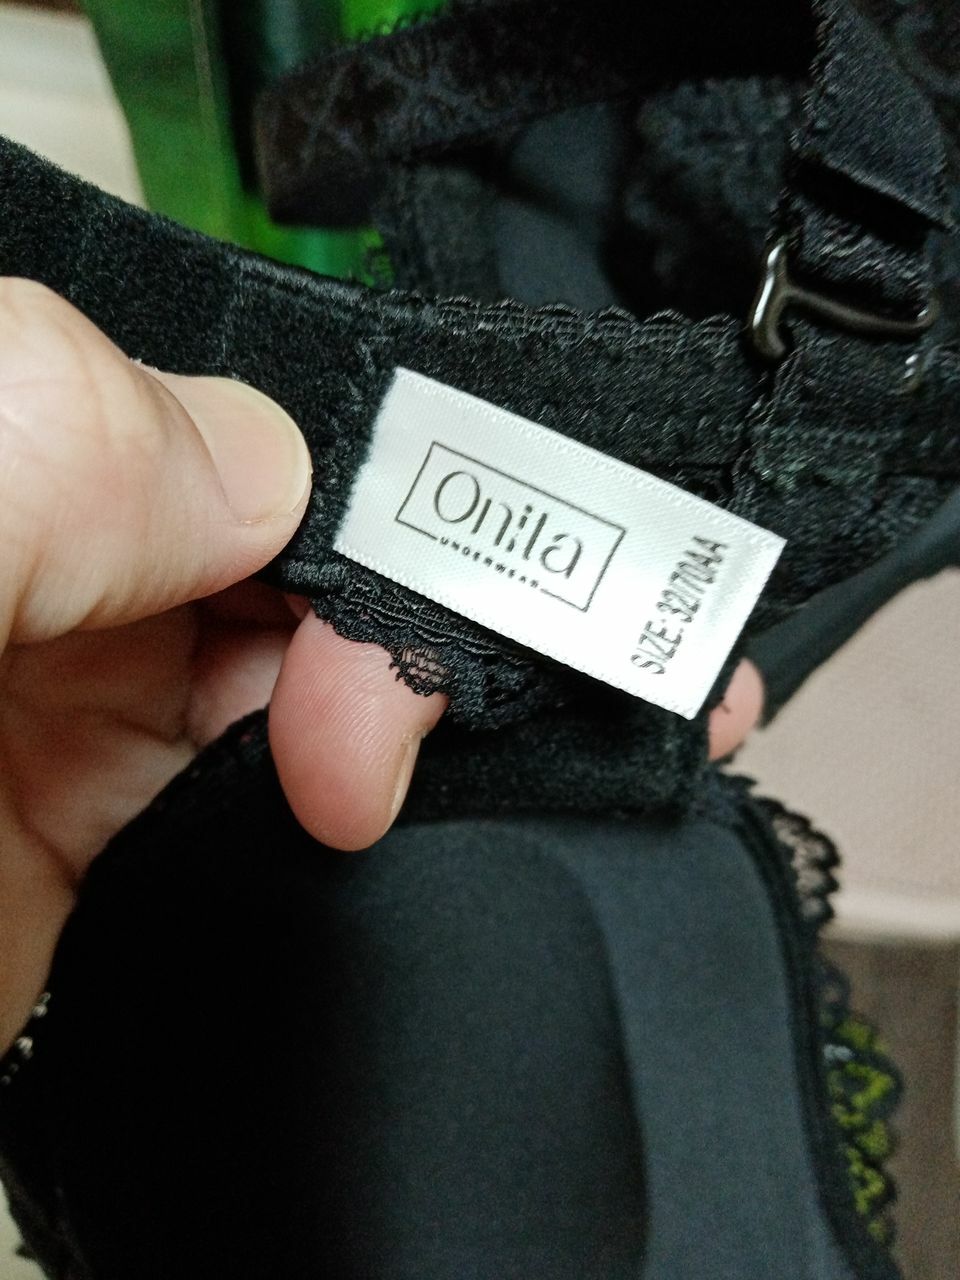 Onila
UNDERWEAR
SIZE: 32/70AA